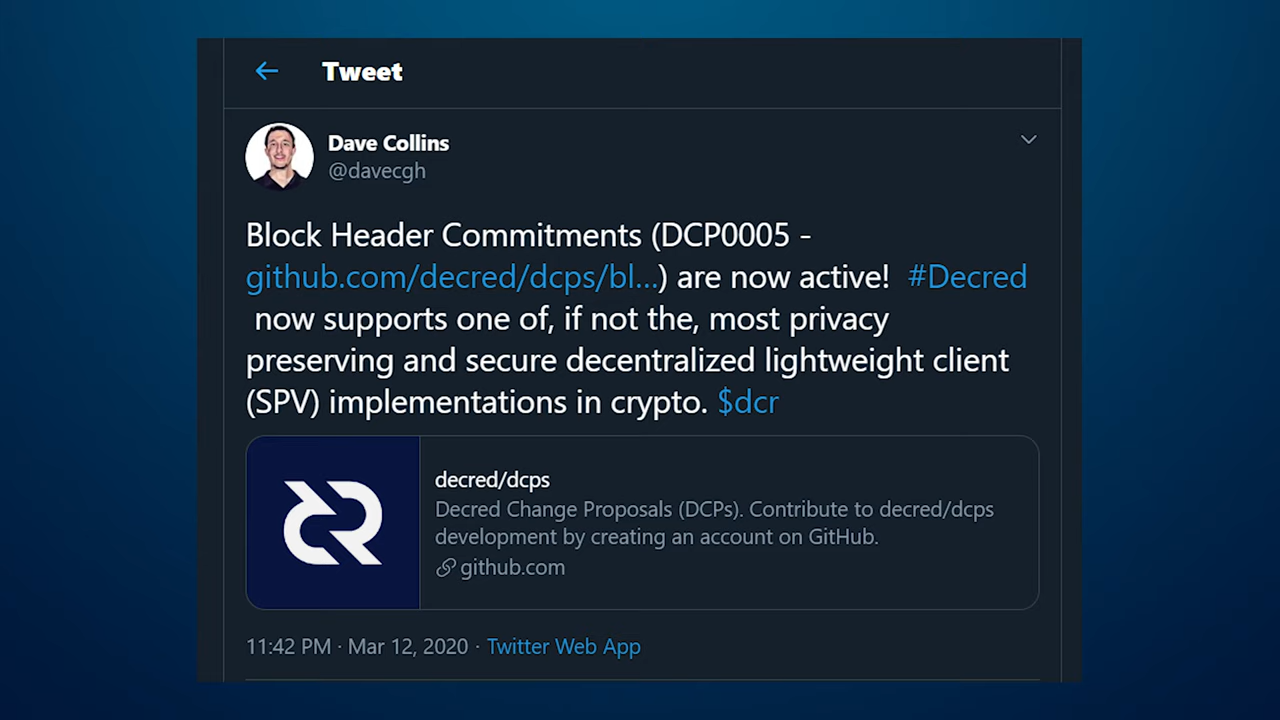 Tweet
Dave Collins
@davecgh
Block Header Commitments (DCP0005 -
github.com/decred/dcps/bl...) are now active! #Decred
now supports one of, if not the, most privacy
preserving and secure decentralized lightweight client
(SPV) implementations in crypto. $dcr
decred/dcps
Decred Change Proposals (DCPs). Contribute to decred/dcps
development by creating an account on GitHub.
github.com
11:42 PM · Mar 12, 2020 · Twitter Web App